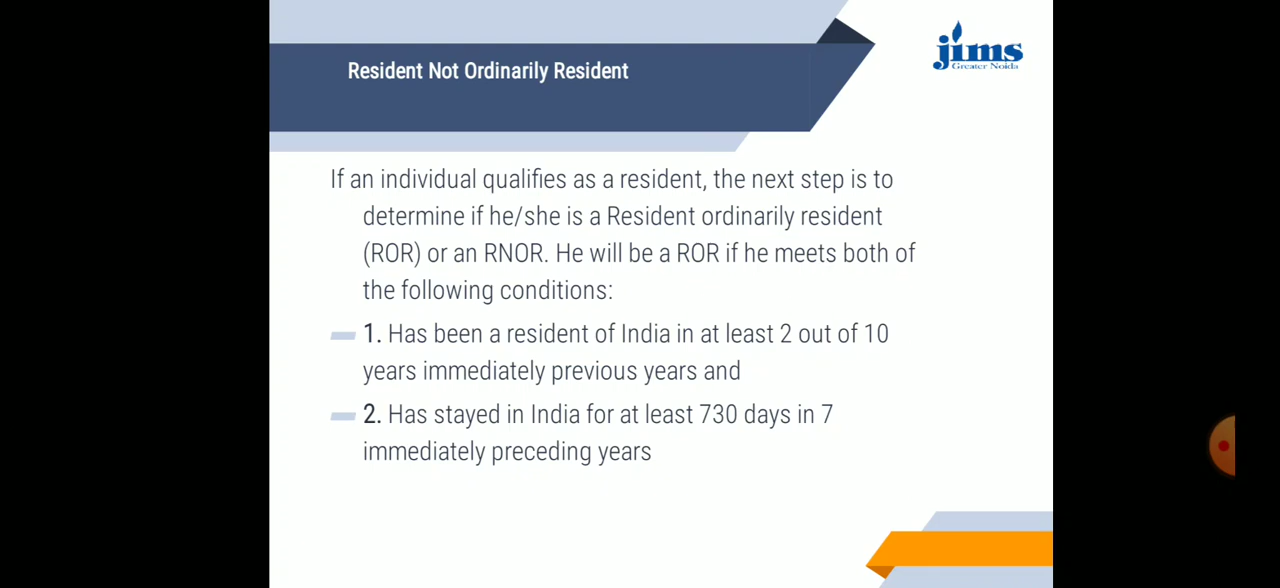 Resident Not Ordinarily Resident
jims
Greater Noida
If an individual qualifies as a resident, the next step is to
determine if he/she is a Resident ordinarily resident
(ROR) or an RNOR. He will be a ROR if he meets both of
the following conditions:
1. Has been a resident of India in at least 2 out of 10
years immediately previous years and
2. Has stayed in India for at least 730 days in 7
immediately preceding years